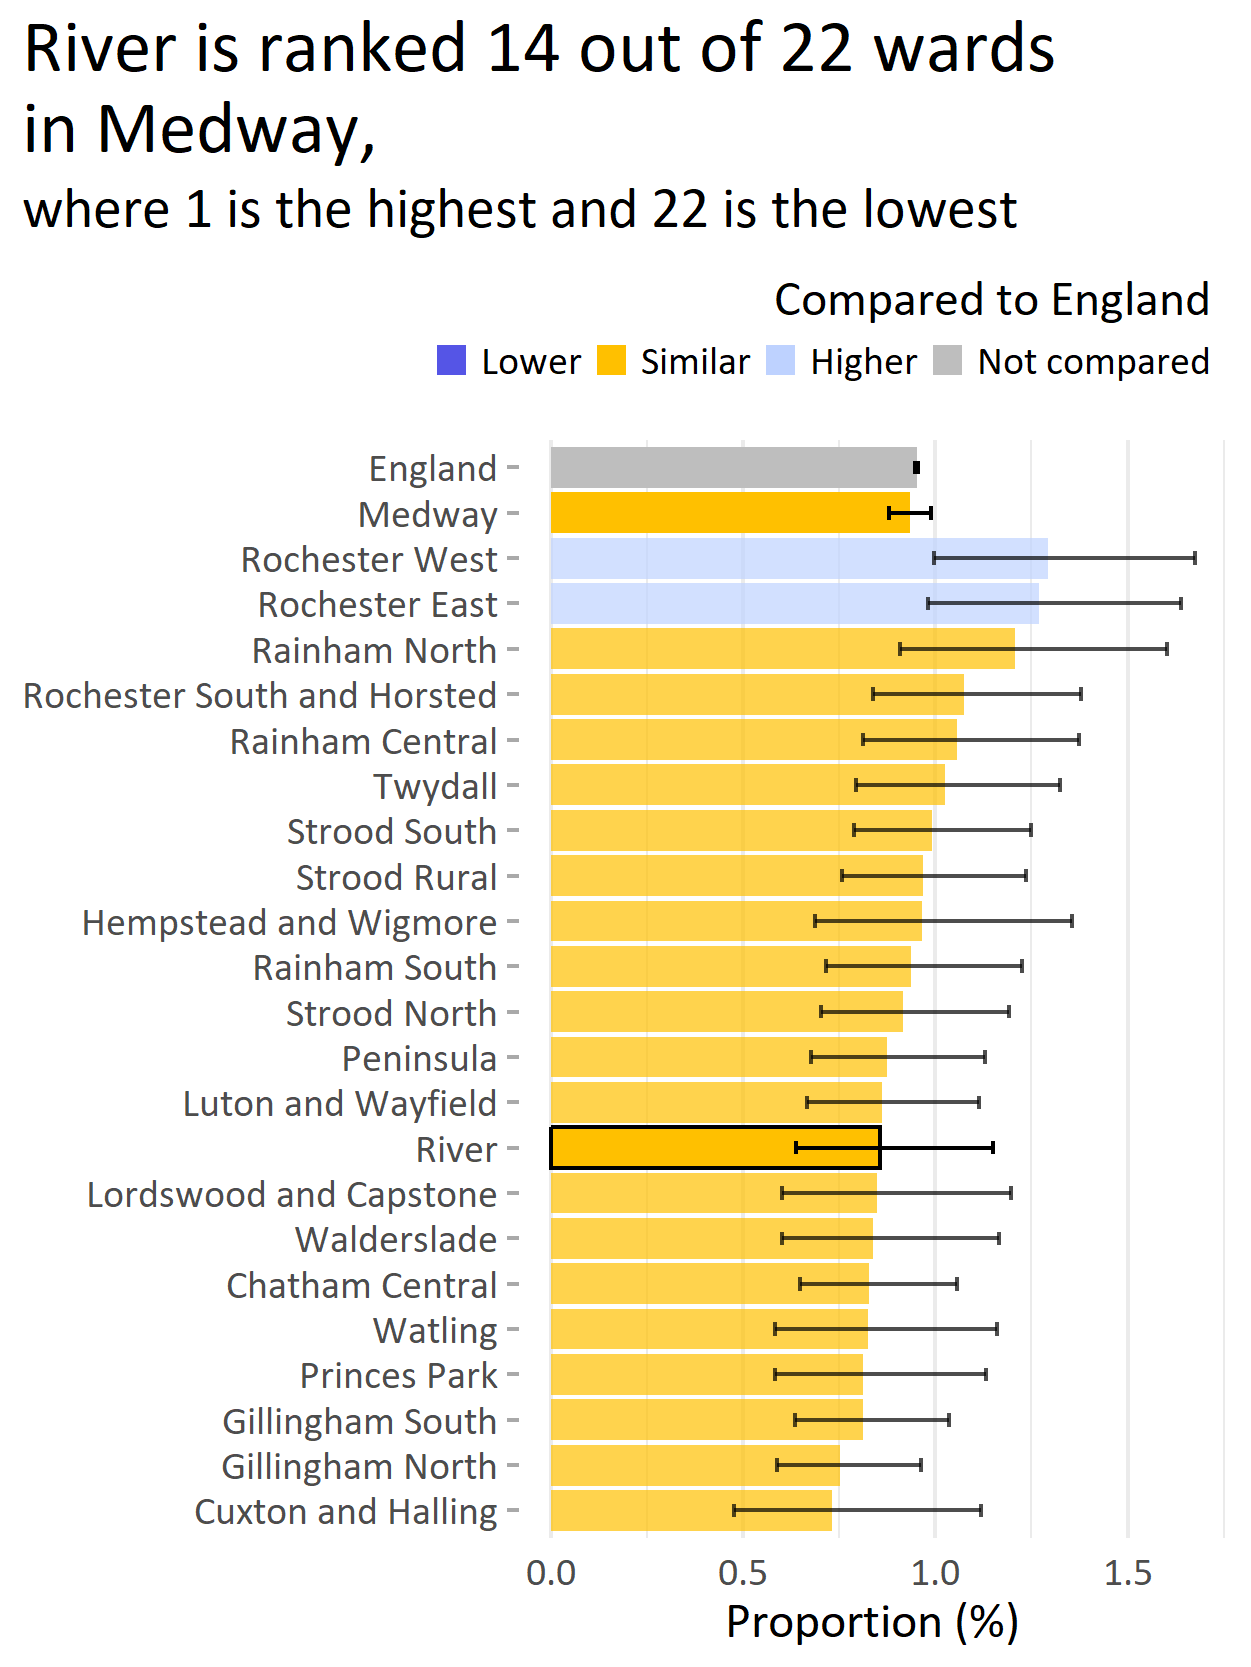 River is ranked 14 out of 22 wards
in Medway,
where 1 is the highest and 22 is the lowest
Compared to England
Lower Similar Higher Not compared
England
Medway
Rochester West
Rochester East
Rainham North
Rochester South and Horsted
Rainham Central
Twydall
Strood South
Strood Rural
Hempstead and Wigmore
Rainham South
Strood North
Peninsula
Luton and Wayfield
River
Lordswood and Capstone
Walderslade
Chatham Central
Watling
Princes Park
Gillingham South
Gillingham North
Cuxton and Halling
0.0 0.5 1.0 1.5
Proportion (%)